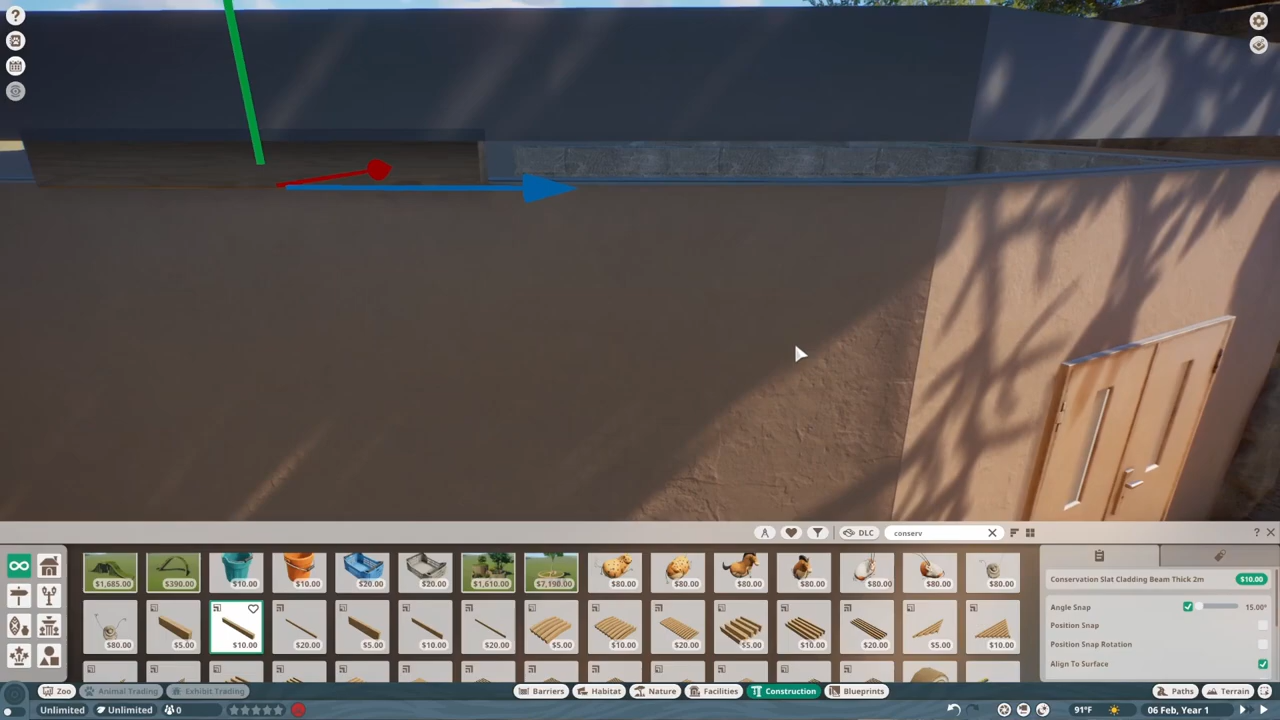 DLC
conserv
$1,685.00 $390.00 $10.00 $10.00 $20.00 $20.00 $1,610.00 $7,190.00 $80.00 $80.00 $80.00 $80.00 $80.00 $80.00 $80.00
$80.00 $5.00 $10.00 $20.00 $5.00 $10.00 $20.00 $5.00 $10.00 $20.00 $5.00 $10.00 $20.00 $5.00 $10.00
Conservation Slat Cladding Beam Thick 2m $10.00
Angle Snap 15.00°
Position Snap
Position Snap Rotation
Align To Surface
Zoo Animal Trading Exhibit Trading Barriers Habitat Nature Facilities Construction Blueprints Paths Terrain
Unlimited Unlimited 0 91°F 06 Feb, Year 1